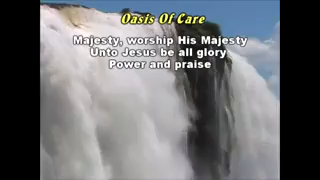 Oasis Of Care
Majesty, worship His Majesty
Unto Jesus be all glory
Power and praise